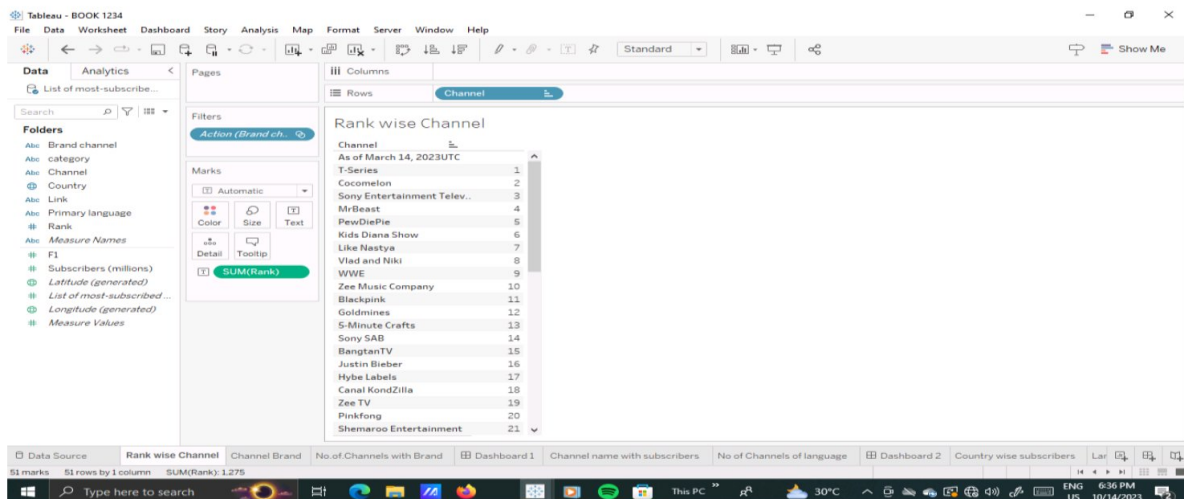 Tableau - BOOK 1234
File Data Worksheet Dashboard Story Analysis Map Format Server Window Help
Standard
Show Me
Data Analytics
List of most-subscribe...
Search
Folders
Abc Brand channel
Abc category
Abc Channel
Country
Abc Link
Abc Primary language
# Rank
Abc Measure Names
# F1
# Subscribers (millions)
Latitude (generated)
# List of most-subscribed ...
Longitude (generated)
# Measure Values
Pages
Filters
Action (Brand ch..
Marks
Automatic
Color Size Text
Detail Tooltip
SUM(Rank)
Columns
Rows Channel
Rank wise Channel
Channel
As of March 14, 2023UTC
T-Series 1
Cocomelon 2
Sony Entertainment Telev.. 3
MrBeast 4
PewDiePie 5
Kids Diana Show 6
Like Nastya 7
Vlad and Niki 8
WWE 9
Zee Music Company 10
Blackpink 11
Goldmines 12
5-Minute Crafts 13
Sony SAB 14
BangtanTV 15
Justin Bieber 16
Hybe Labels 17
Canal KondZilla 18
Zee TV 19
Pinkfong 20
Shemaroo Entertainment 21
Data Source Rank wise Channel Channel Brand No.of.Channels with Brand Dashboard 1 Channel name with subscribers No of Channels of language Dashboard 2 Country wise subscribers Lar
51 marks 51 rows by 1 column SUM(Rank): 1,275
Type here to search This PC 30°C ENG 6:36 PM
US 10/14/2023